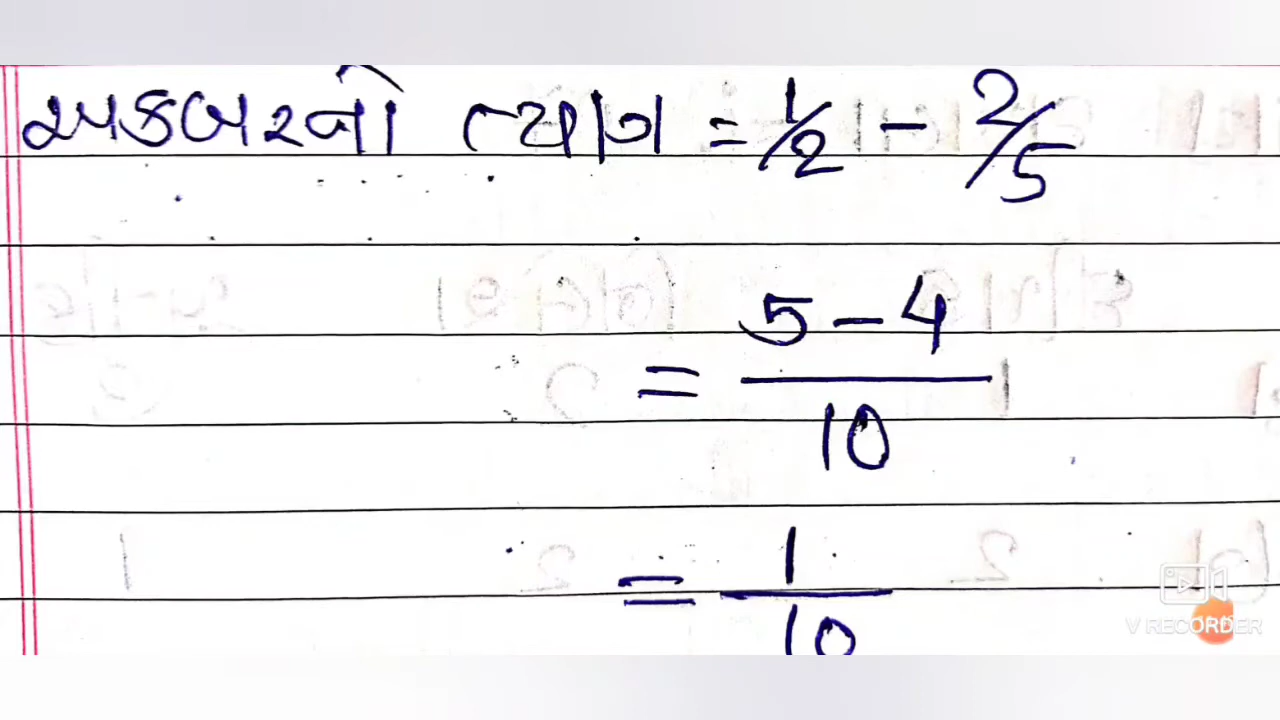 અકબરનો ત્યાગ = 1/2 - 2/5
= 5 - 4 / 10
= 1 / 10
V RECORDER